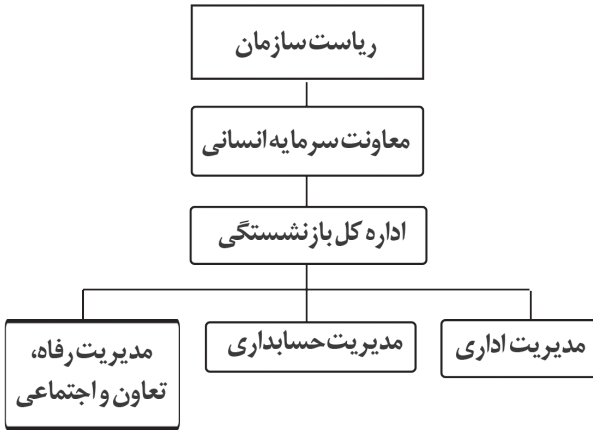 ریاست سازمان
معاونت سرمایه انسانی
اداره کل بازنشستگی
مدیریت اداری
مدیریت حسابداری
مدیریت رفاه،
تعاون و اجتماعی